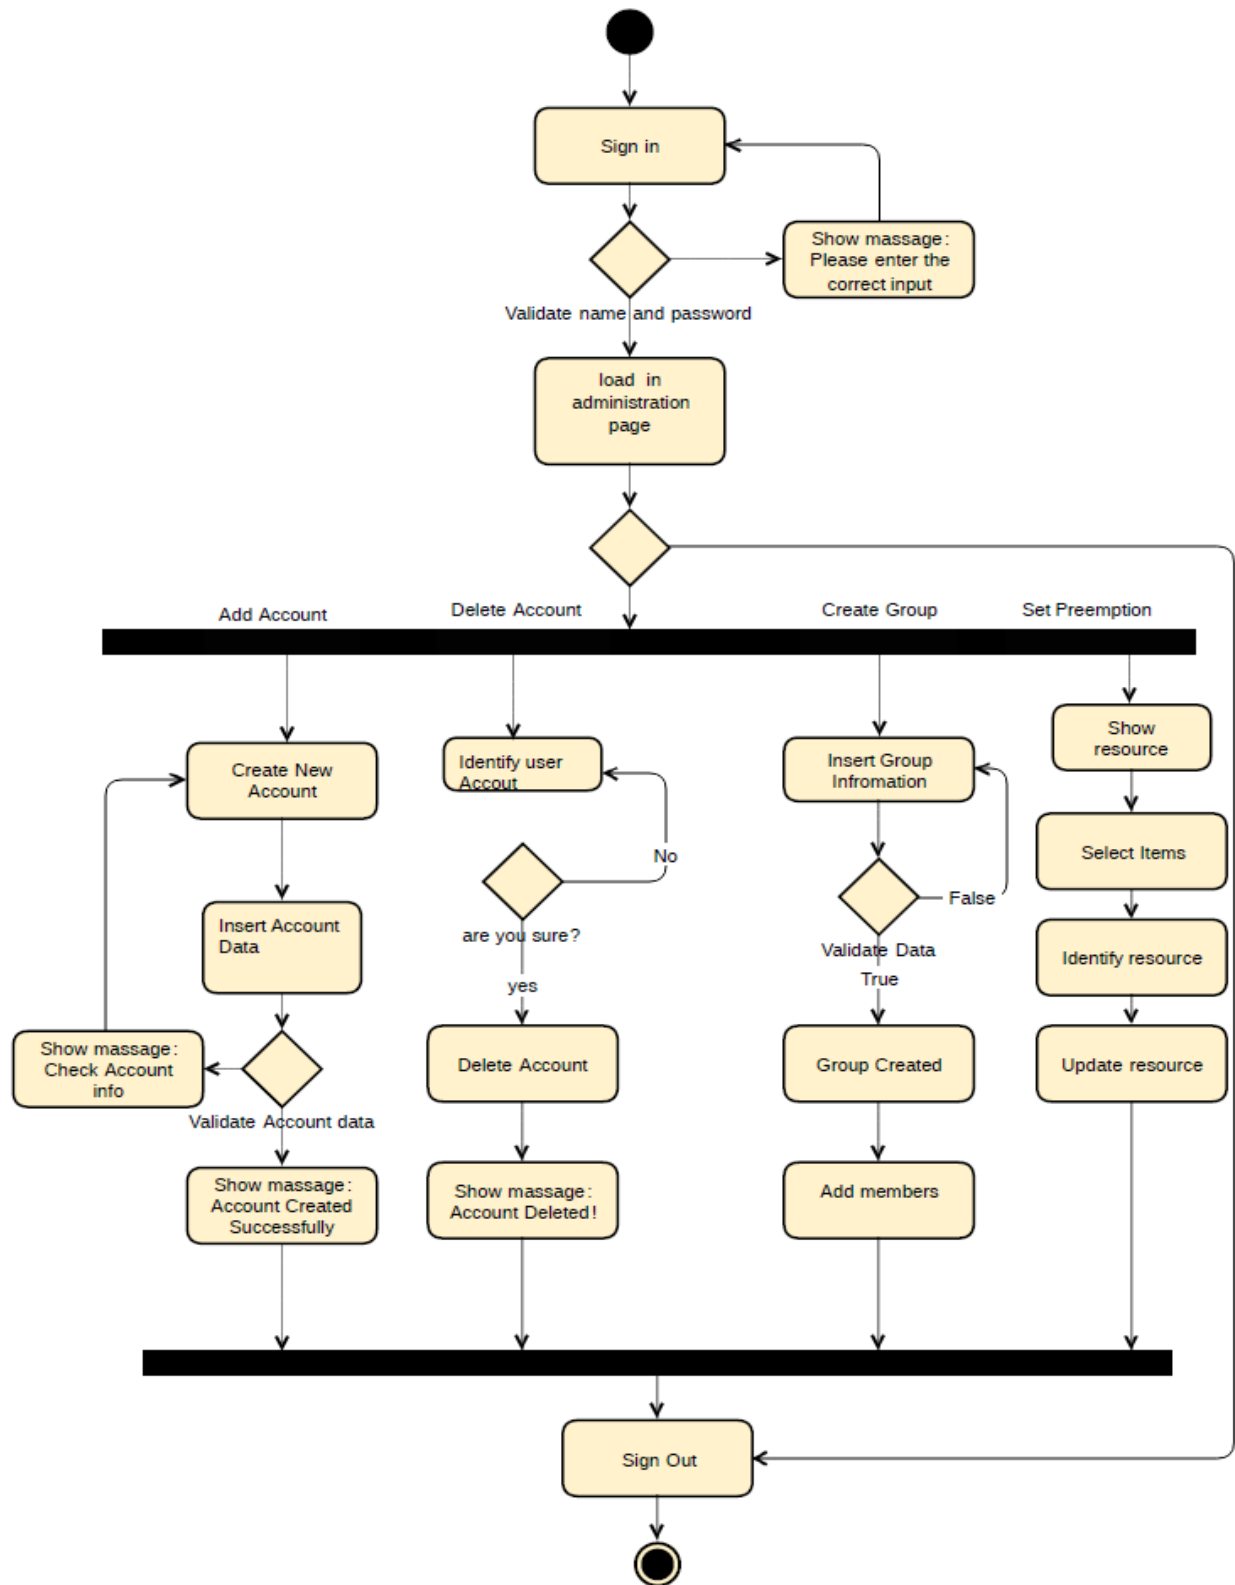 Sign in
Show massage:
Please enter the
correct input
Validate name and password
load in
administration
page
Add Account
Delete Account
Create Group
Set Preemption
Create New
Account
Identify user
Accout
Insert Group
Infromation
Show
resource
No
Select Items
False
Insert Account
Data
are you sure?
Validate Data
True
Identify resource
yes
Show massage:
Check Account
info
Validate Account data
Delete Account
Group Created
Update resource
Show massage:
Account Created
Successfully
Show massage:
Account Deleted!
Add members
Sign Out